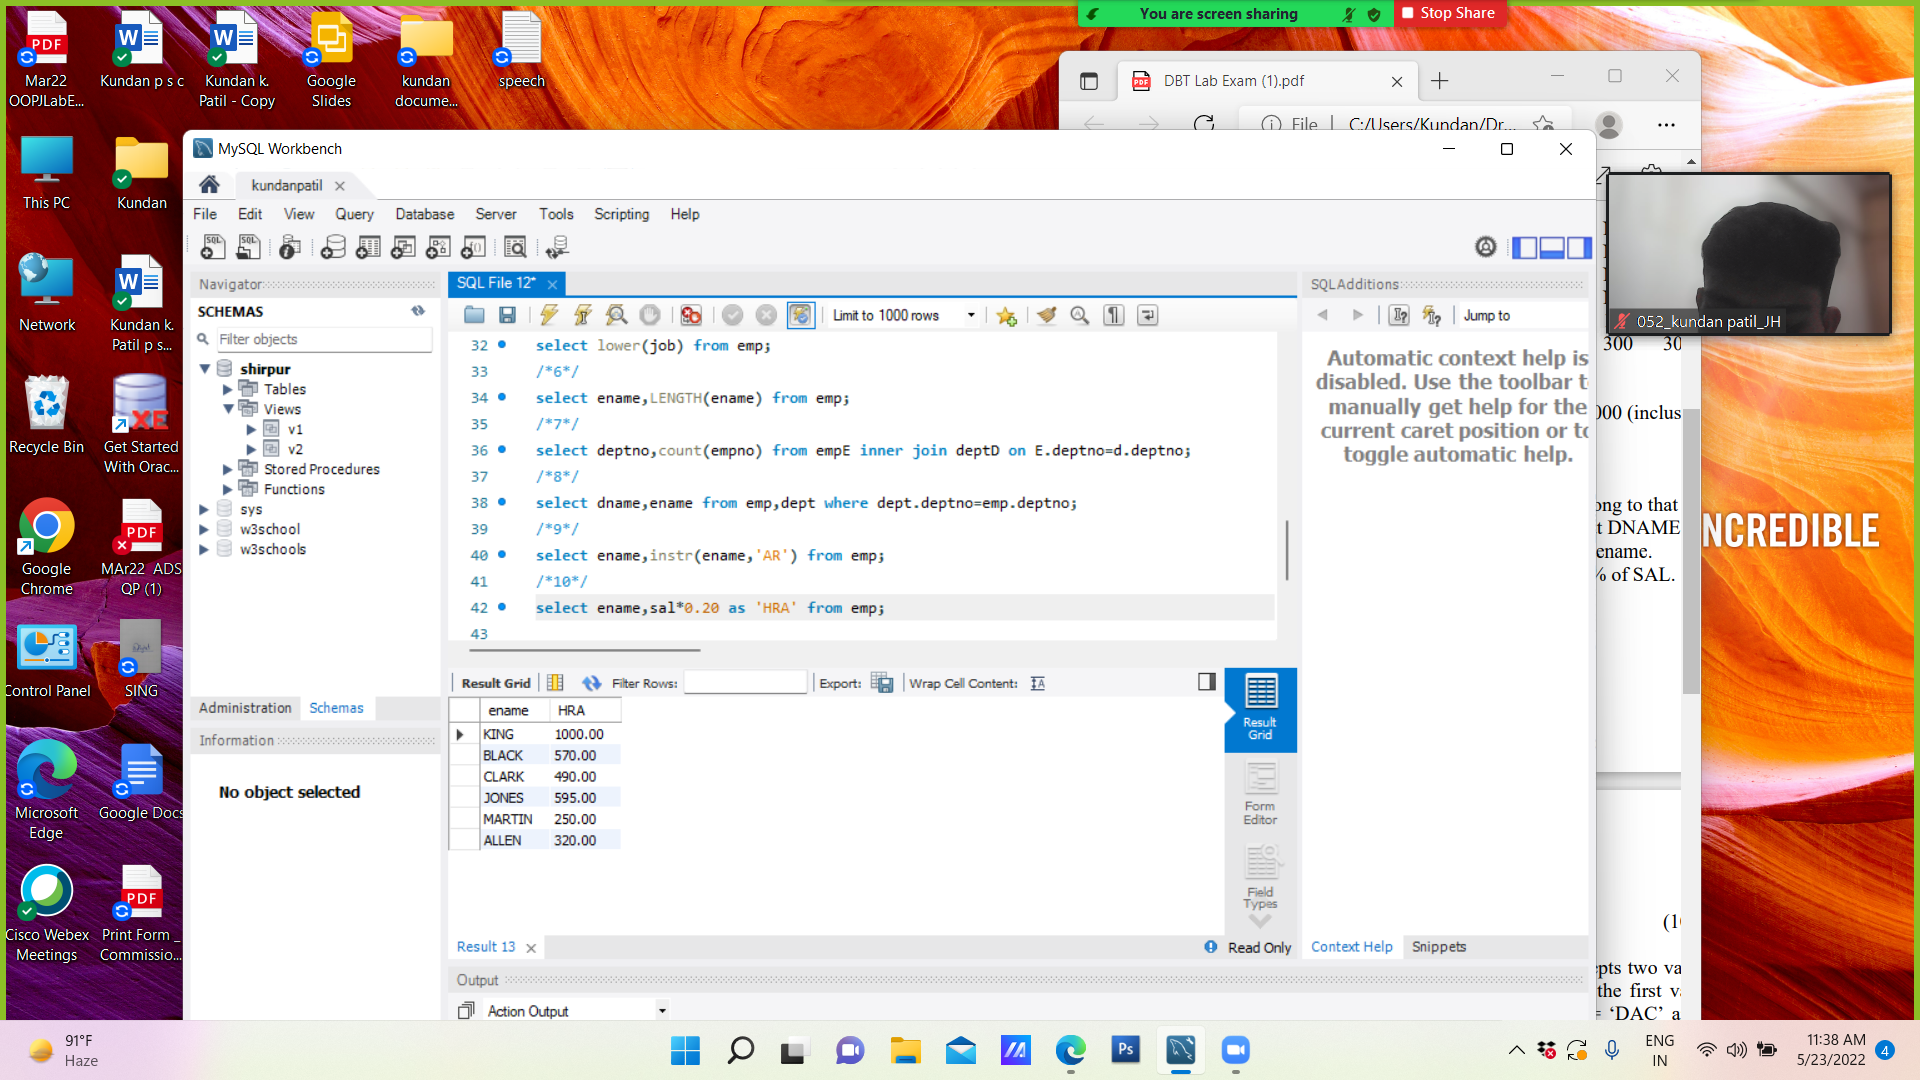 You are screen sharing
Stop Share
Mar22
OOPJLabE...
Kundan p s c
Kundan k.
Patil - Copy
Google
Slides
kundan
docume...
speech
This PC
Kundan
Network
Kundan k.
Patil p s...
Recycle Bin
Get Started
With Orac...
Google
Chrome
MAr22 ADS
QP (1)
Control Panel
SING
Microsoft
Edge
Google Docs
Cisco Webex
Meetings
Print Form _
Commissio...
DBT Lab Exam (1).pdf
File
C:/Users/Kundan/Dr...
MySQL Workbench
kundanpatil
File Edit View Query Database Server Tools Scripting Help
Navigator
SCHEMAS
Filter objects
shirpur
Tables
Views
v1
v2
Stored Procedures
Functions
sys
w3school
w3schools
Administration Schemas
Information
No object selected
SQL File 12*
Limit to 1000 rows
32 select lower(job) from emp;
33 /*6*/
34 select ename,LENGTH(ename) from emp;
35 /*7*/
36 select deptno,count(empno) from empE inner join deptD on E.deptno=d.deptno;
37 /*8*/
38 select dname,ename from emp,dept where dept.deptno=emp.deptno;
39 /*9*/
40 select ename,instr(ename,'AR') from emp;
41 /*10*/
42 select ename,sal*0.20 as 'HRA' from emp;
43
Result Grid Filter Rows: Export: Wrap Cell Content:
ename HRA
KING 1000.00
BLACK 570.00
CLARK 490.00
JONES 595.00
MARTIN 250.00
ALLEN 320.00
Result
Grid
Form
Editor
Field
Types
Result 13
Read Only
Output
Action Output
SQLAdditions
Jump to
Automatic context help is
disabled. Use the toolbar t
manually get help for the
current caret position or to
toggle automatic help.
Context Help Snippets
052_kundan patil_JH
300 30
000 (inclus
ong to that
t DNAME
ename.
% of SAL.
NCREDIBLE
(1
pts two va
the first v
= ‘DAC’ a
91°F
Haze
Ps
ENG
IN
11:38 AM
5/23/2022
4